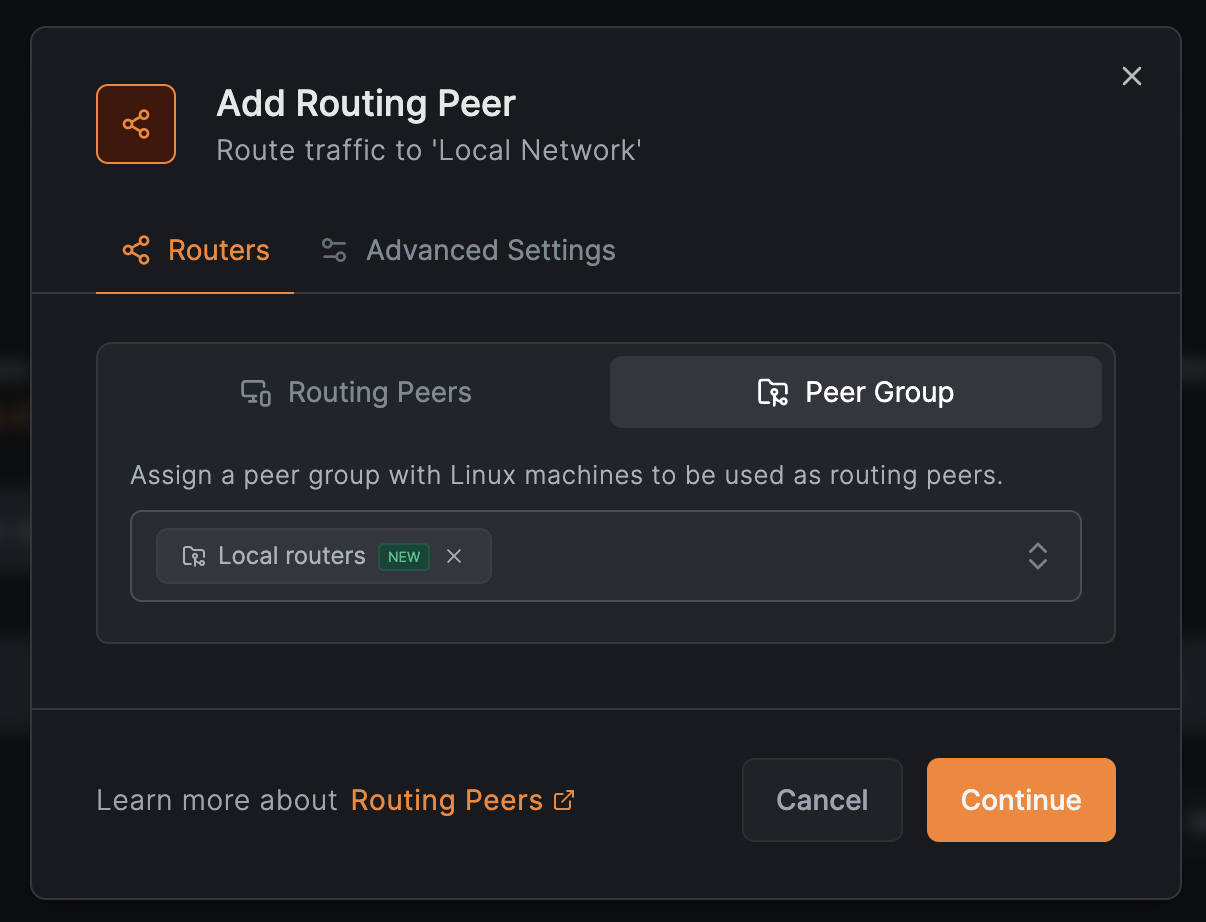 Add Routing Peer
Route traffic to 'Local Network'
Routers
Advanced Settings
Routing Peers
Peer Group
Assign a peer group with Linux machines to be used as routing peers.
Local routers NEW
Learn more about Routing Peers
Cancel
Continue